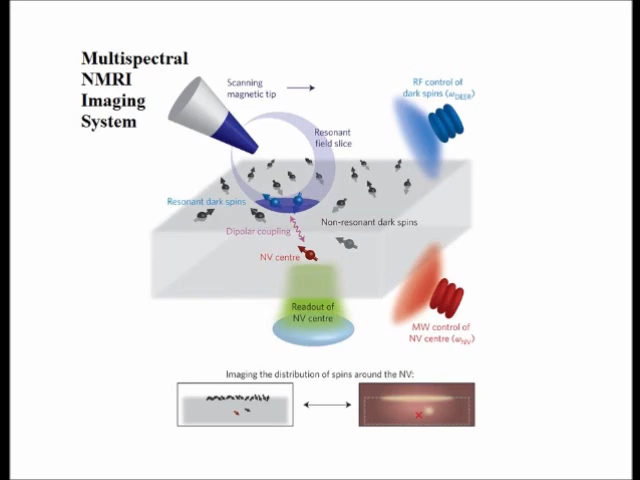 Multispectral
NMRI
Imaging
System
Scanning
magnetic tip
RF control of
dark spins (ωDEER)
Resonant
field slice
Resonant dark spins
Non-resonant dark spins
Dipolar coupling
NV centre
Readout of
NV centre
MW control of
NV centre (ωNV)
Imaging the distribution of spins around the NV: